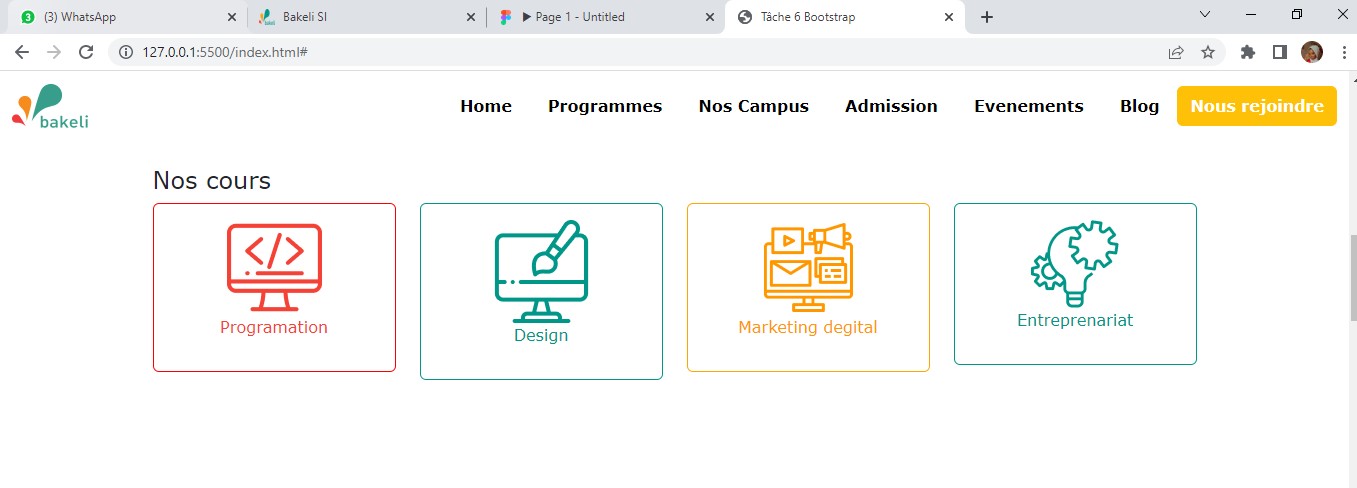 (3) WhatsApp
Bakeli SI
▶ Page 1 - Untitled
Tâche 6 Bootstrap
127.0.0.1:5500/index.html#
bakeli
Home
Programmes
Nos Campus
Admission
Evenements
Blog
Nous rejoindre
Nos cours
Programation
Design
Marketing degital
Entreprenariat